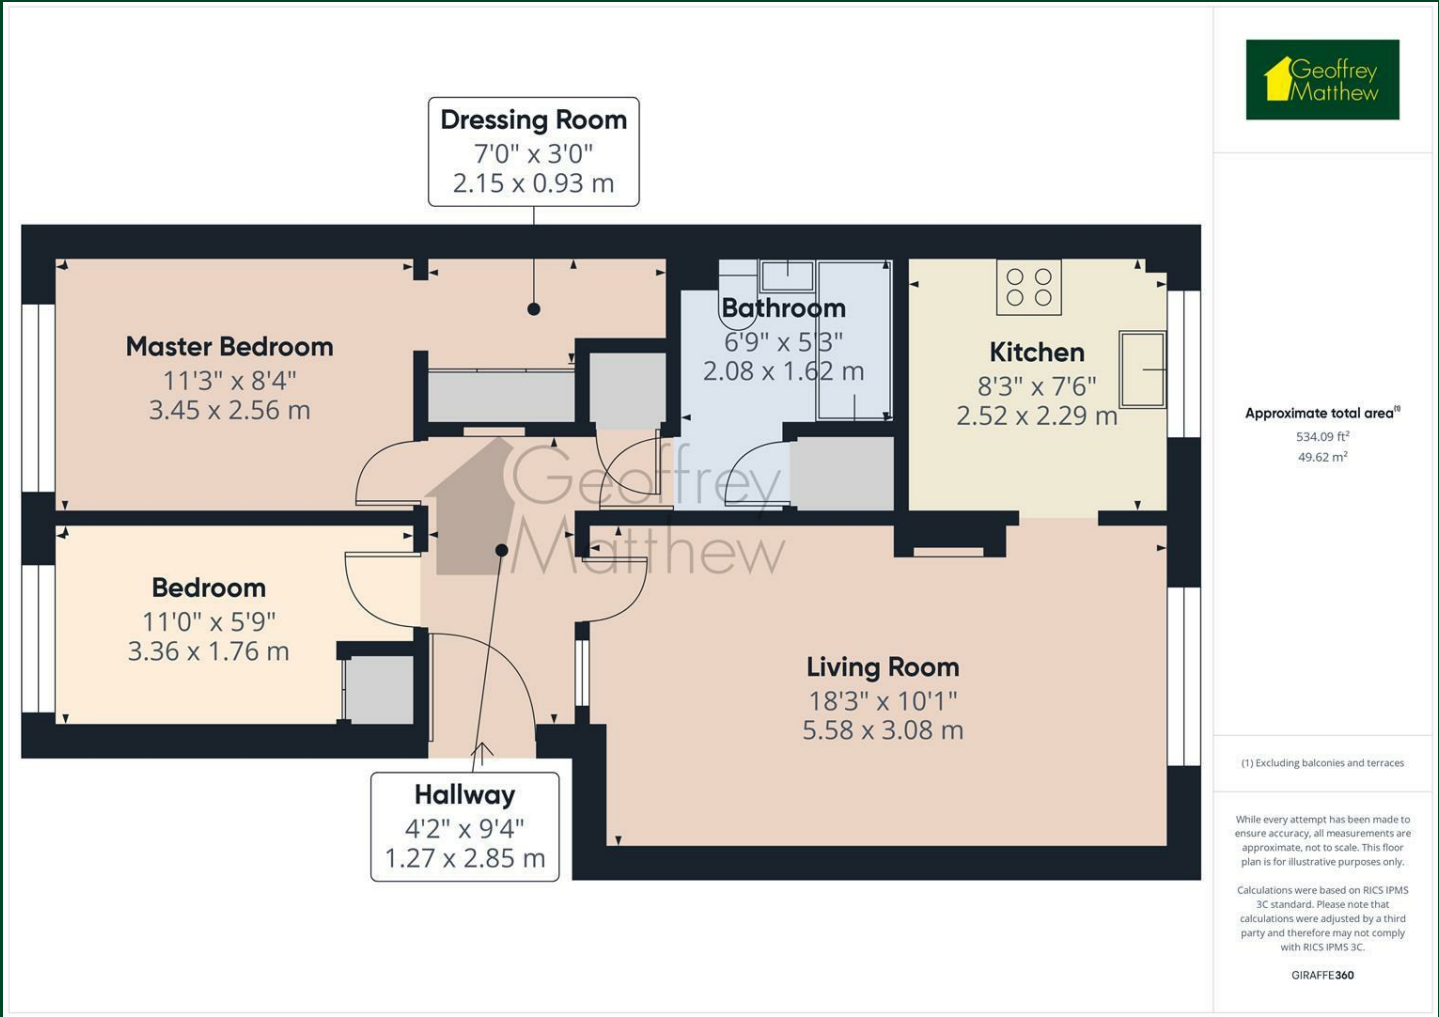 Geoffrey
Matthew
Dressing Room
7'0" x 3'0"
2.15 x 0.93 m
Master Bedroom
11'3" x 8'4"
3.45 x 2.56 m
Bathroom
6'9" x 5'3"
2.08 x 1.62 m
Kitchen
8'3" x 7'6"
2.52 x 2.29 m
Geoffrey
Matthew
Bedroom
11'0" x 5'9"
3.36 x 1.76 m
Living Room
18'3" x 10'1"
5.58 x 3.08 m
Hallway
4'2" x 9'4"
1.27 x 2.85 m
Approximate total area(1)
534.09 ft²
49.62 m²
(1) Excluding balconies and terraces
While every attempt has been made to
ensure accuracy, all measurements are
approximate, not to scale. This floor
plan is for illustrative purposes only.
Calculations were based on RICS IPMS
3C standard. Please note that
calculations were adjusted by a third
party and therefore may not comply
with RICS IPMS 3C.
GIRAFFE360